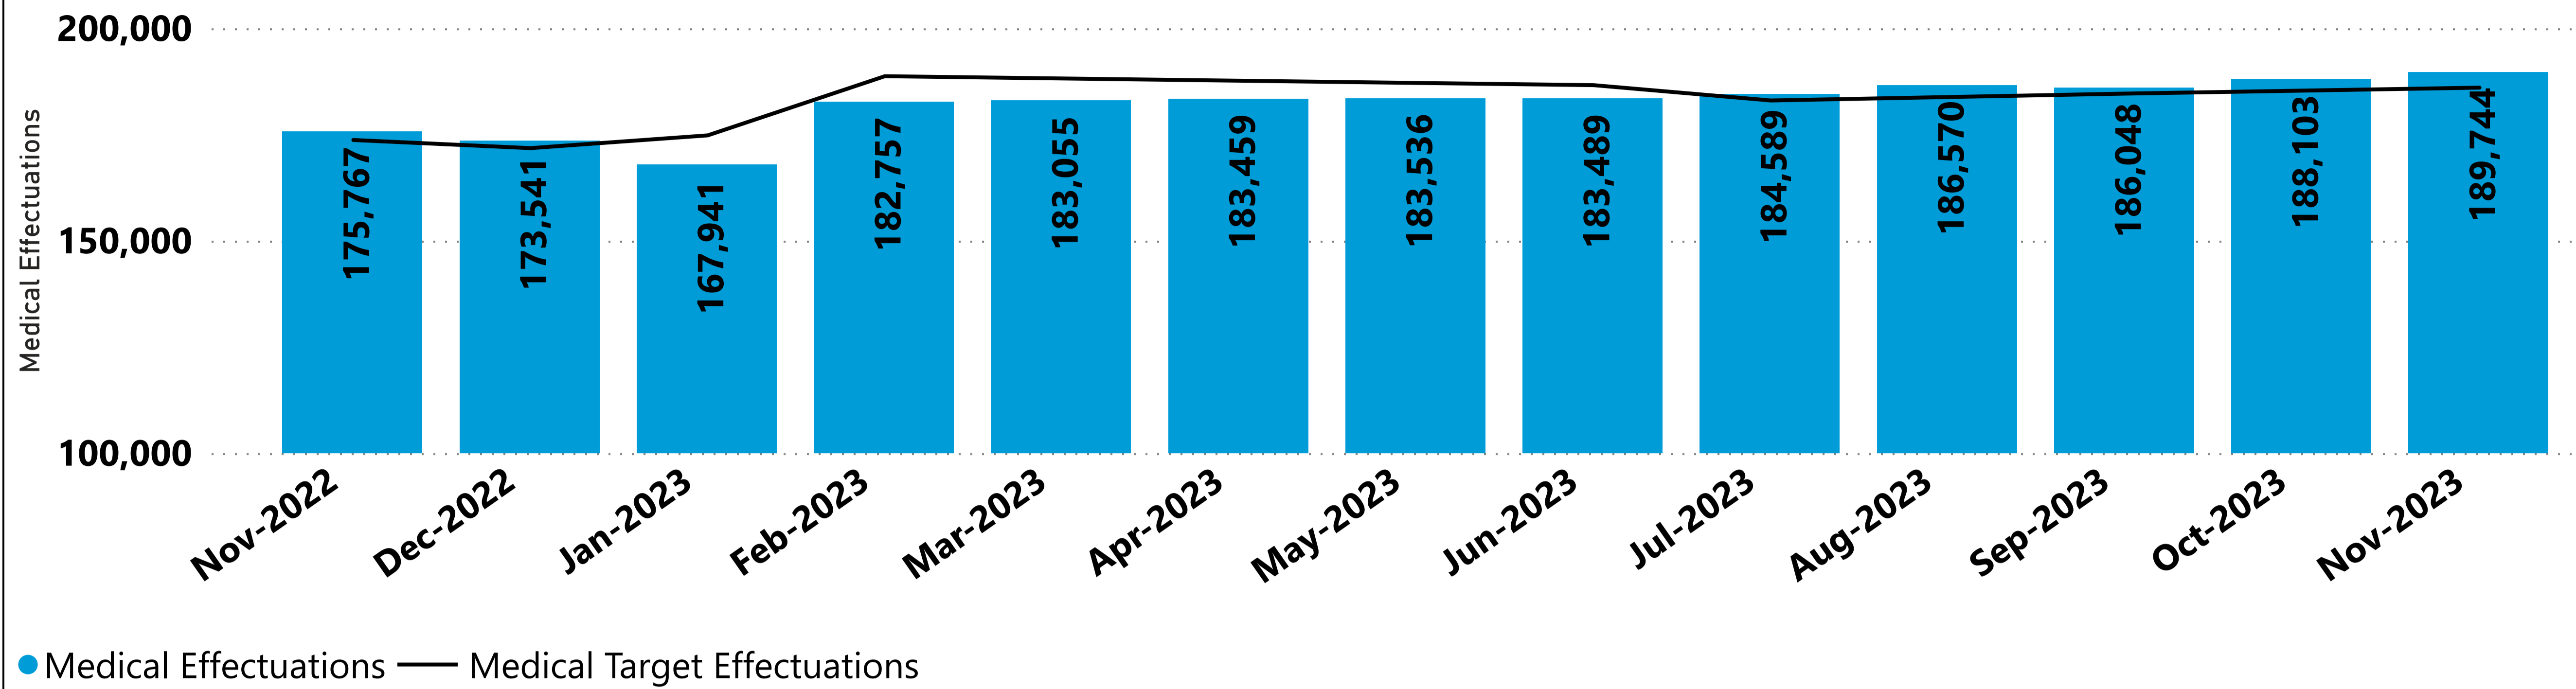 200,000
150,000
100,000
Medical Effectuations
175,767
173,541
167,941
182,757
183,055
183,459
183,536
183,489
184,589
186,570
186,048
188,103
189,744
Nov-2022
Dec-2022
Jan-2023
Feb-2023
Mar-2023
Apr-2023
May-2023
Jun-2023
Jul-2023
Aug-2023
Sep-2023
Oct-2023
Nov-2023
Medical Effectuations Medical Target Effectuations